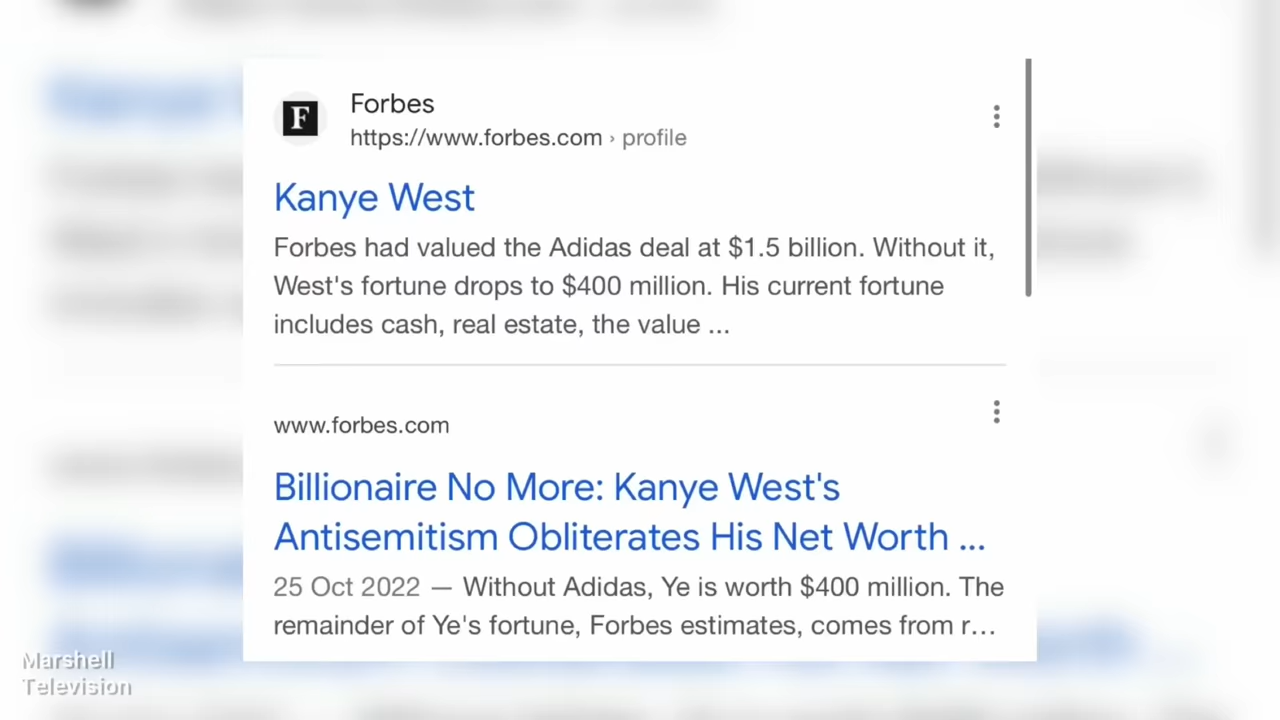 F
Forbes
https://www.forbes.com › profile
Kanye West
Forbes had valued the Adidas deal at $1.5 billion. Without it,
West's fortune drops to $400 million. His current fortune
includes cash, real estate, the value ...
www.forbes.com
Billionaire No More: Kanye West's
Antisemitism Obliterates His Net Worth ...
25 Oct 2022 — Without Adidas, Ye is worth $400 million. The
remainder of Ye's fortune, Forbes estimates, comes from r...
Marshell
Television